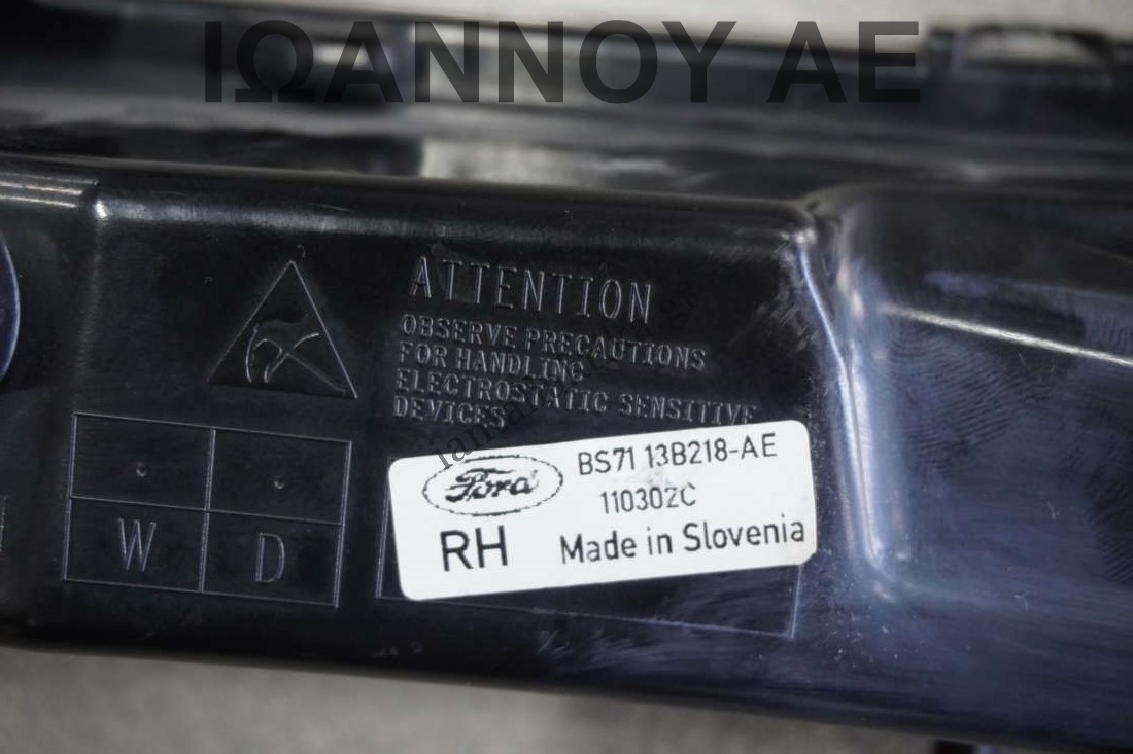 ΙΩΑΝΝΟΥ ΑΕ
ATTENTION
OBSERVE PRECAUTIONS
FOR HANDLING
ELECTROSTATIC SENSITIVE
DEVICES
Ford
BS71 13B218-AE
110302C
RH
Made in Slovenia
W
D